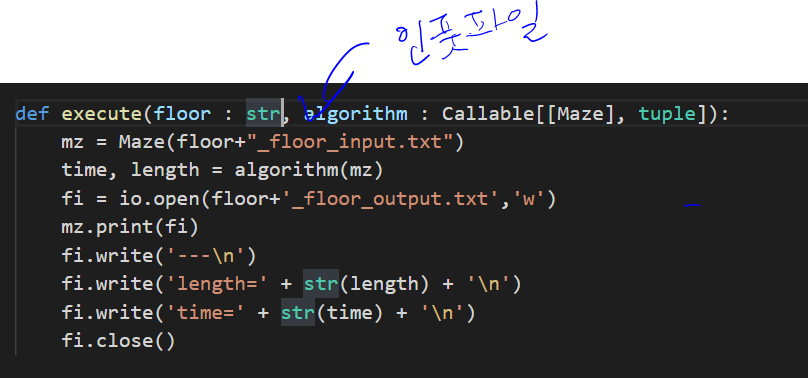 인풋파일
def execute(floor : str, algorithm : Callable[[Maze], tuple]):
    mz = Maze(floor+"_floor_input.txt")
    time, length = algorithm(mz)
    fi = io.open(floor+'_floor_output.txt','w')
    mz.print(fi)
    fi.write('---\n')
    fi.write('length=' + str(length) + '\n')
    fi.write('time=' + str(time) + '\n')
    fi.close()